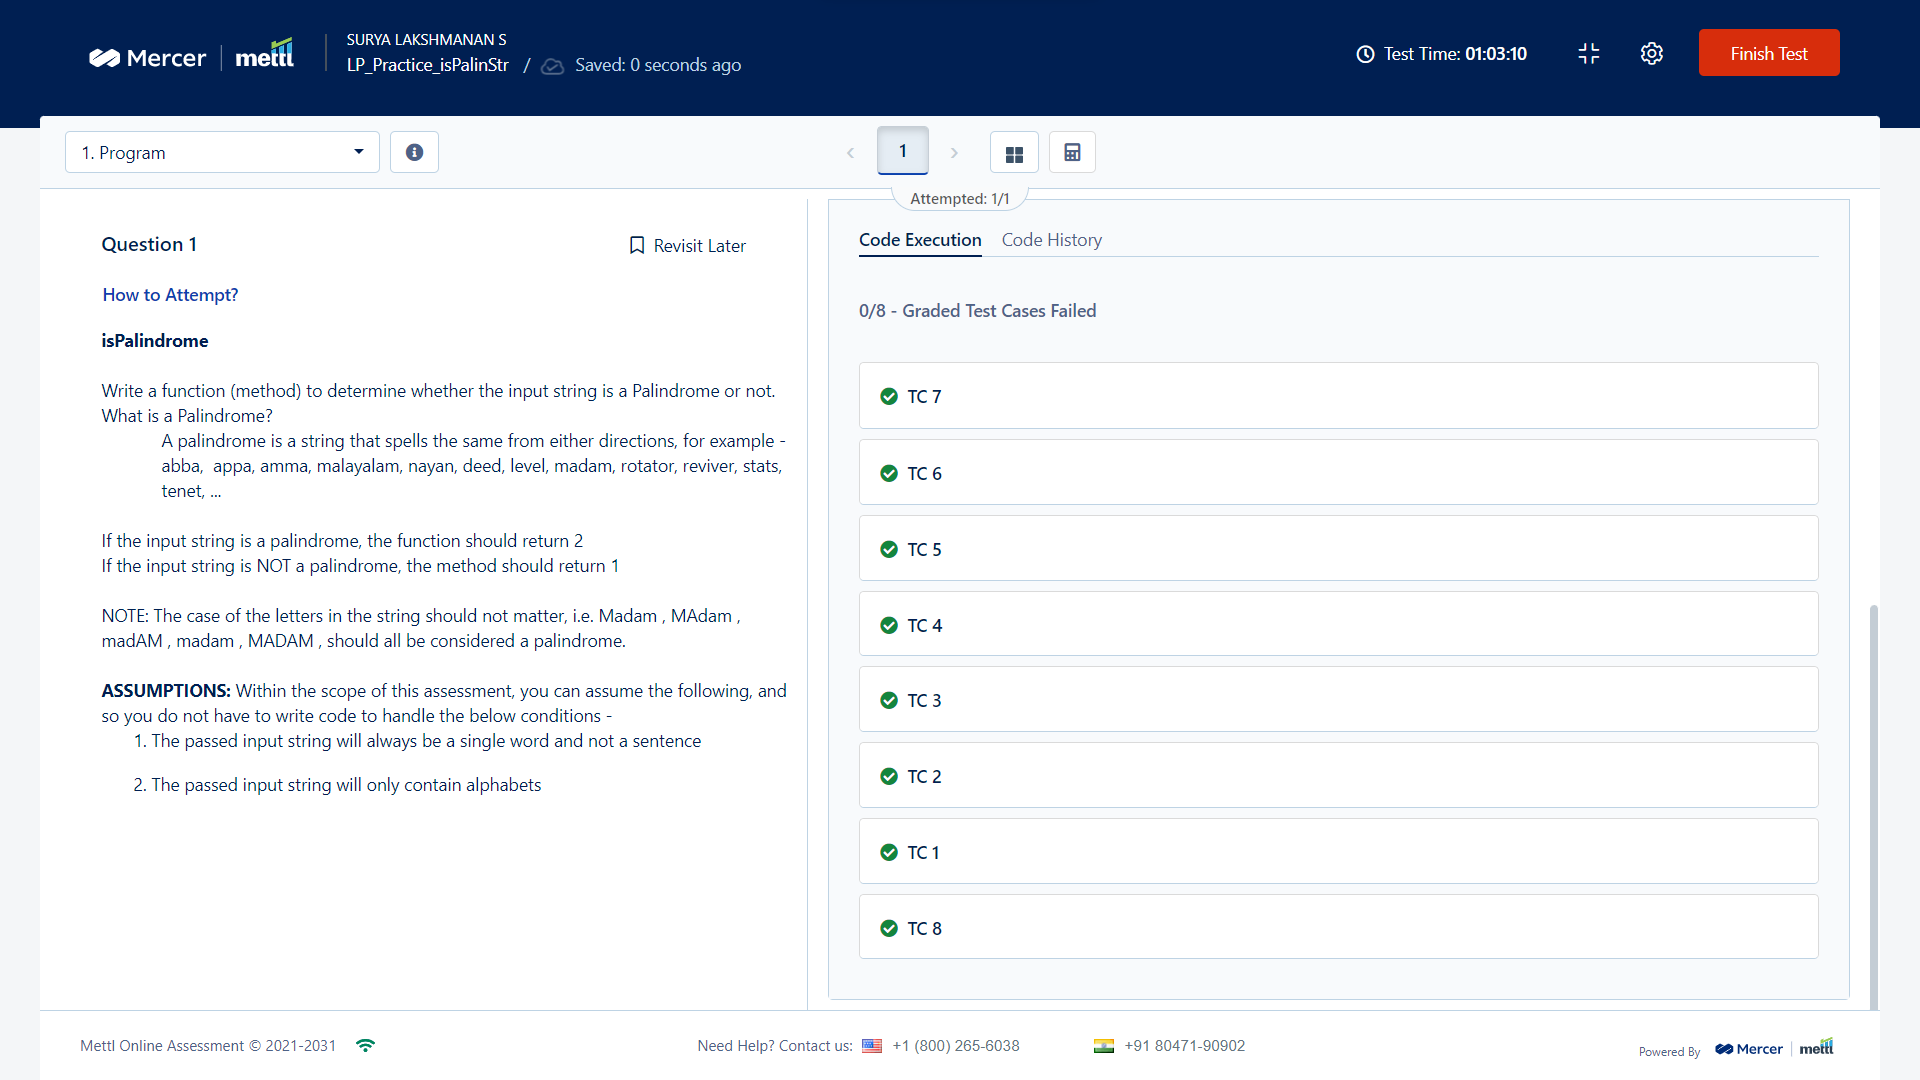 Mercer
mettl
SURYA LAKSHMANAN S
LP_Practice_isPalinStr / Saved: 0 seconds ago
Test Time: 01:03:10
Finish Test
1. Program
1
Attempted: 1/1
Question 1
Revisit Later
How to Attempt?
isPalindrome
Write a function (method) to determine whether the input string is a Palindrome or not.
What is a Palindrome?
A palindrome is a string that spells the same from either directions, for example -
abba,  appa, amma, malayalam, nayan, deed, level, madam, rotator, reviver, stats,
tenet, ...
If the input string is a palindrome, the function should return 2
If the input string is NOT a palindrome, the method should return 1
NOTE: The case of the letters in the string should not matter, i.e. Madam , MAdam ,
madAM , madam , MADAM , should all be considered a palindrome.
ASSUMPTIONS: Within the scope of this assessment, you can assume the following, and
so you do not have to write code to handle the below conditions -
1. The passed input string will always be a single word and not a sentence
2. The passed input string will only contain alphabets
Code Execution
Code History
0/8 - Graded Test Cases Failed
TC 7
TC 6
TC 5
TC 4
TC 3
TC 2
TC 1
TC 8
Mettl Online Assessment © 2021-2031
Need Help? Contact us: +1 (800) 265-6038
+91 80471-90902
Powered By
Mercer
mettl